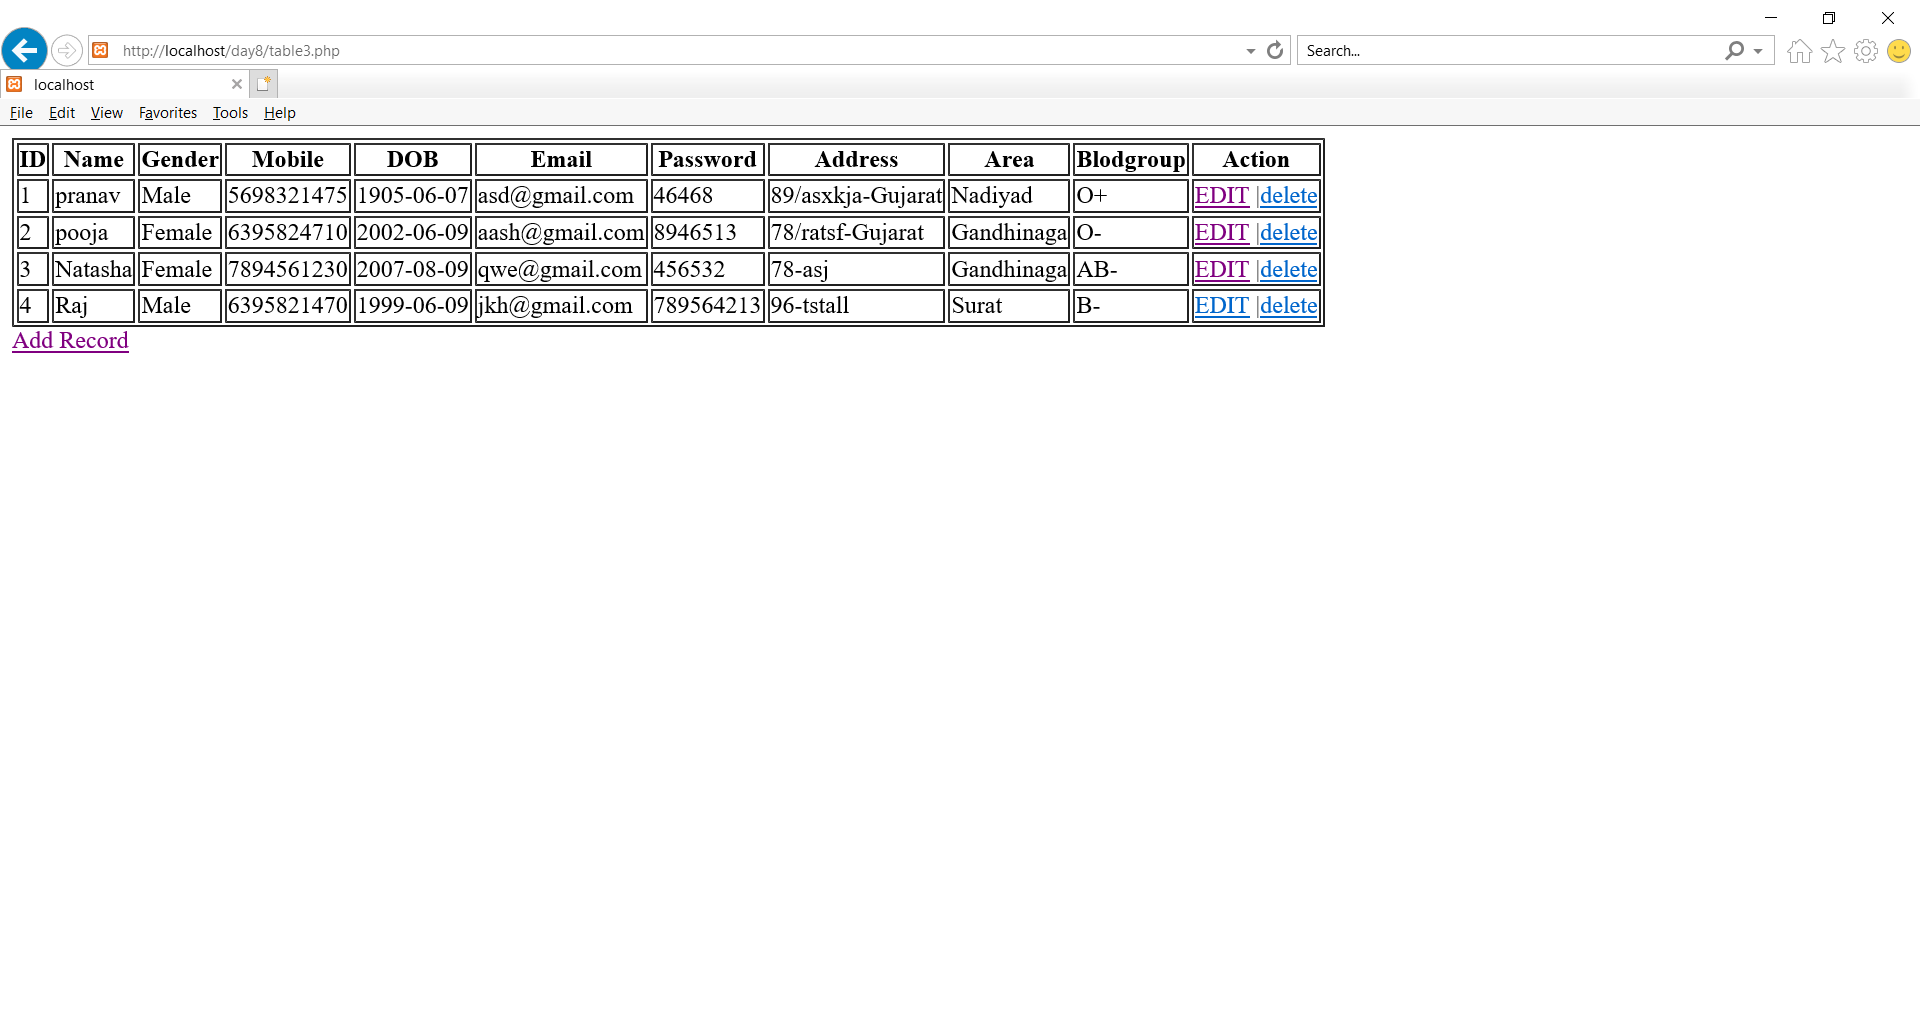 http://localhost/day8/table3.php Search...
localhost
File Edit View Favorites Tools Help
ID Name Gender Mobile DOB Email Password Address Area Blodgroup Action
1 pranav Male 5698321475 1905-06-07 asd@gmail.com 46468 89/asxkja-Gujarat Nadiyad O+ EDIT |delete
2 pooja Female 6395824710 2002-06-09 aash@gmail.com 8946513 78/ratsf-Gujarat Gandhinaga O- EDIT |delete
3 Natasha Female 7894561230 2007-08-09 qwe@gmail.com 456532 78-asj Gandhinaga AB- EDIT |delete
4 Raj Male 6395821470 1999-06-09 jkh@gmail.com 789564213 96-tstall Surat B- EDIT |delete
Add Record